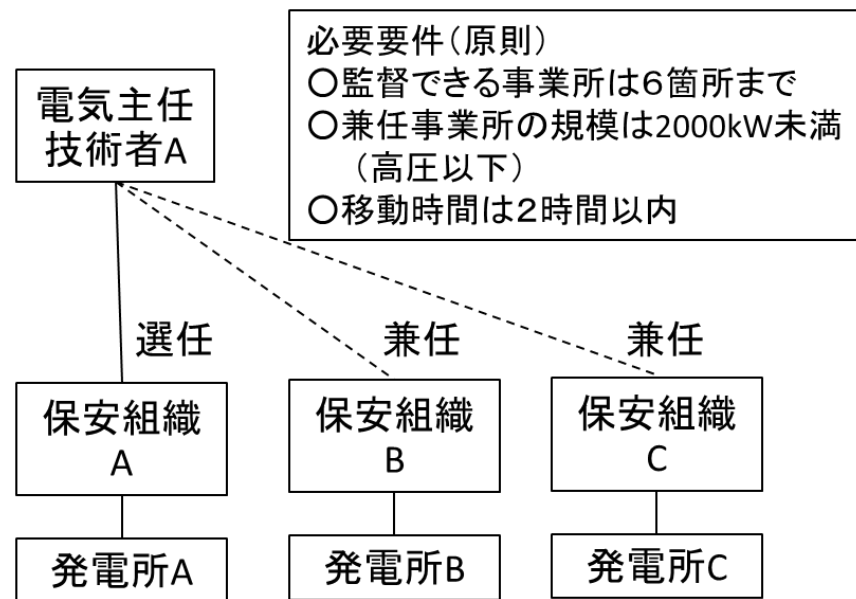 必要要件（原則）
○監督できる事業所は６箇所まで
○兼任事業所の規模は2000kW未満
（高圧以下）
○移動時間は２時間以内
電気主任
技術者A
選任
兼任
兼任
保安組織
A
保安組織
B
保安組織
C
発電所A
発電所B
発電所C